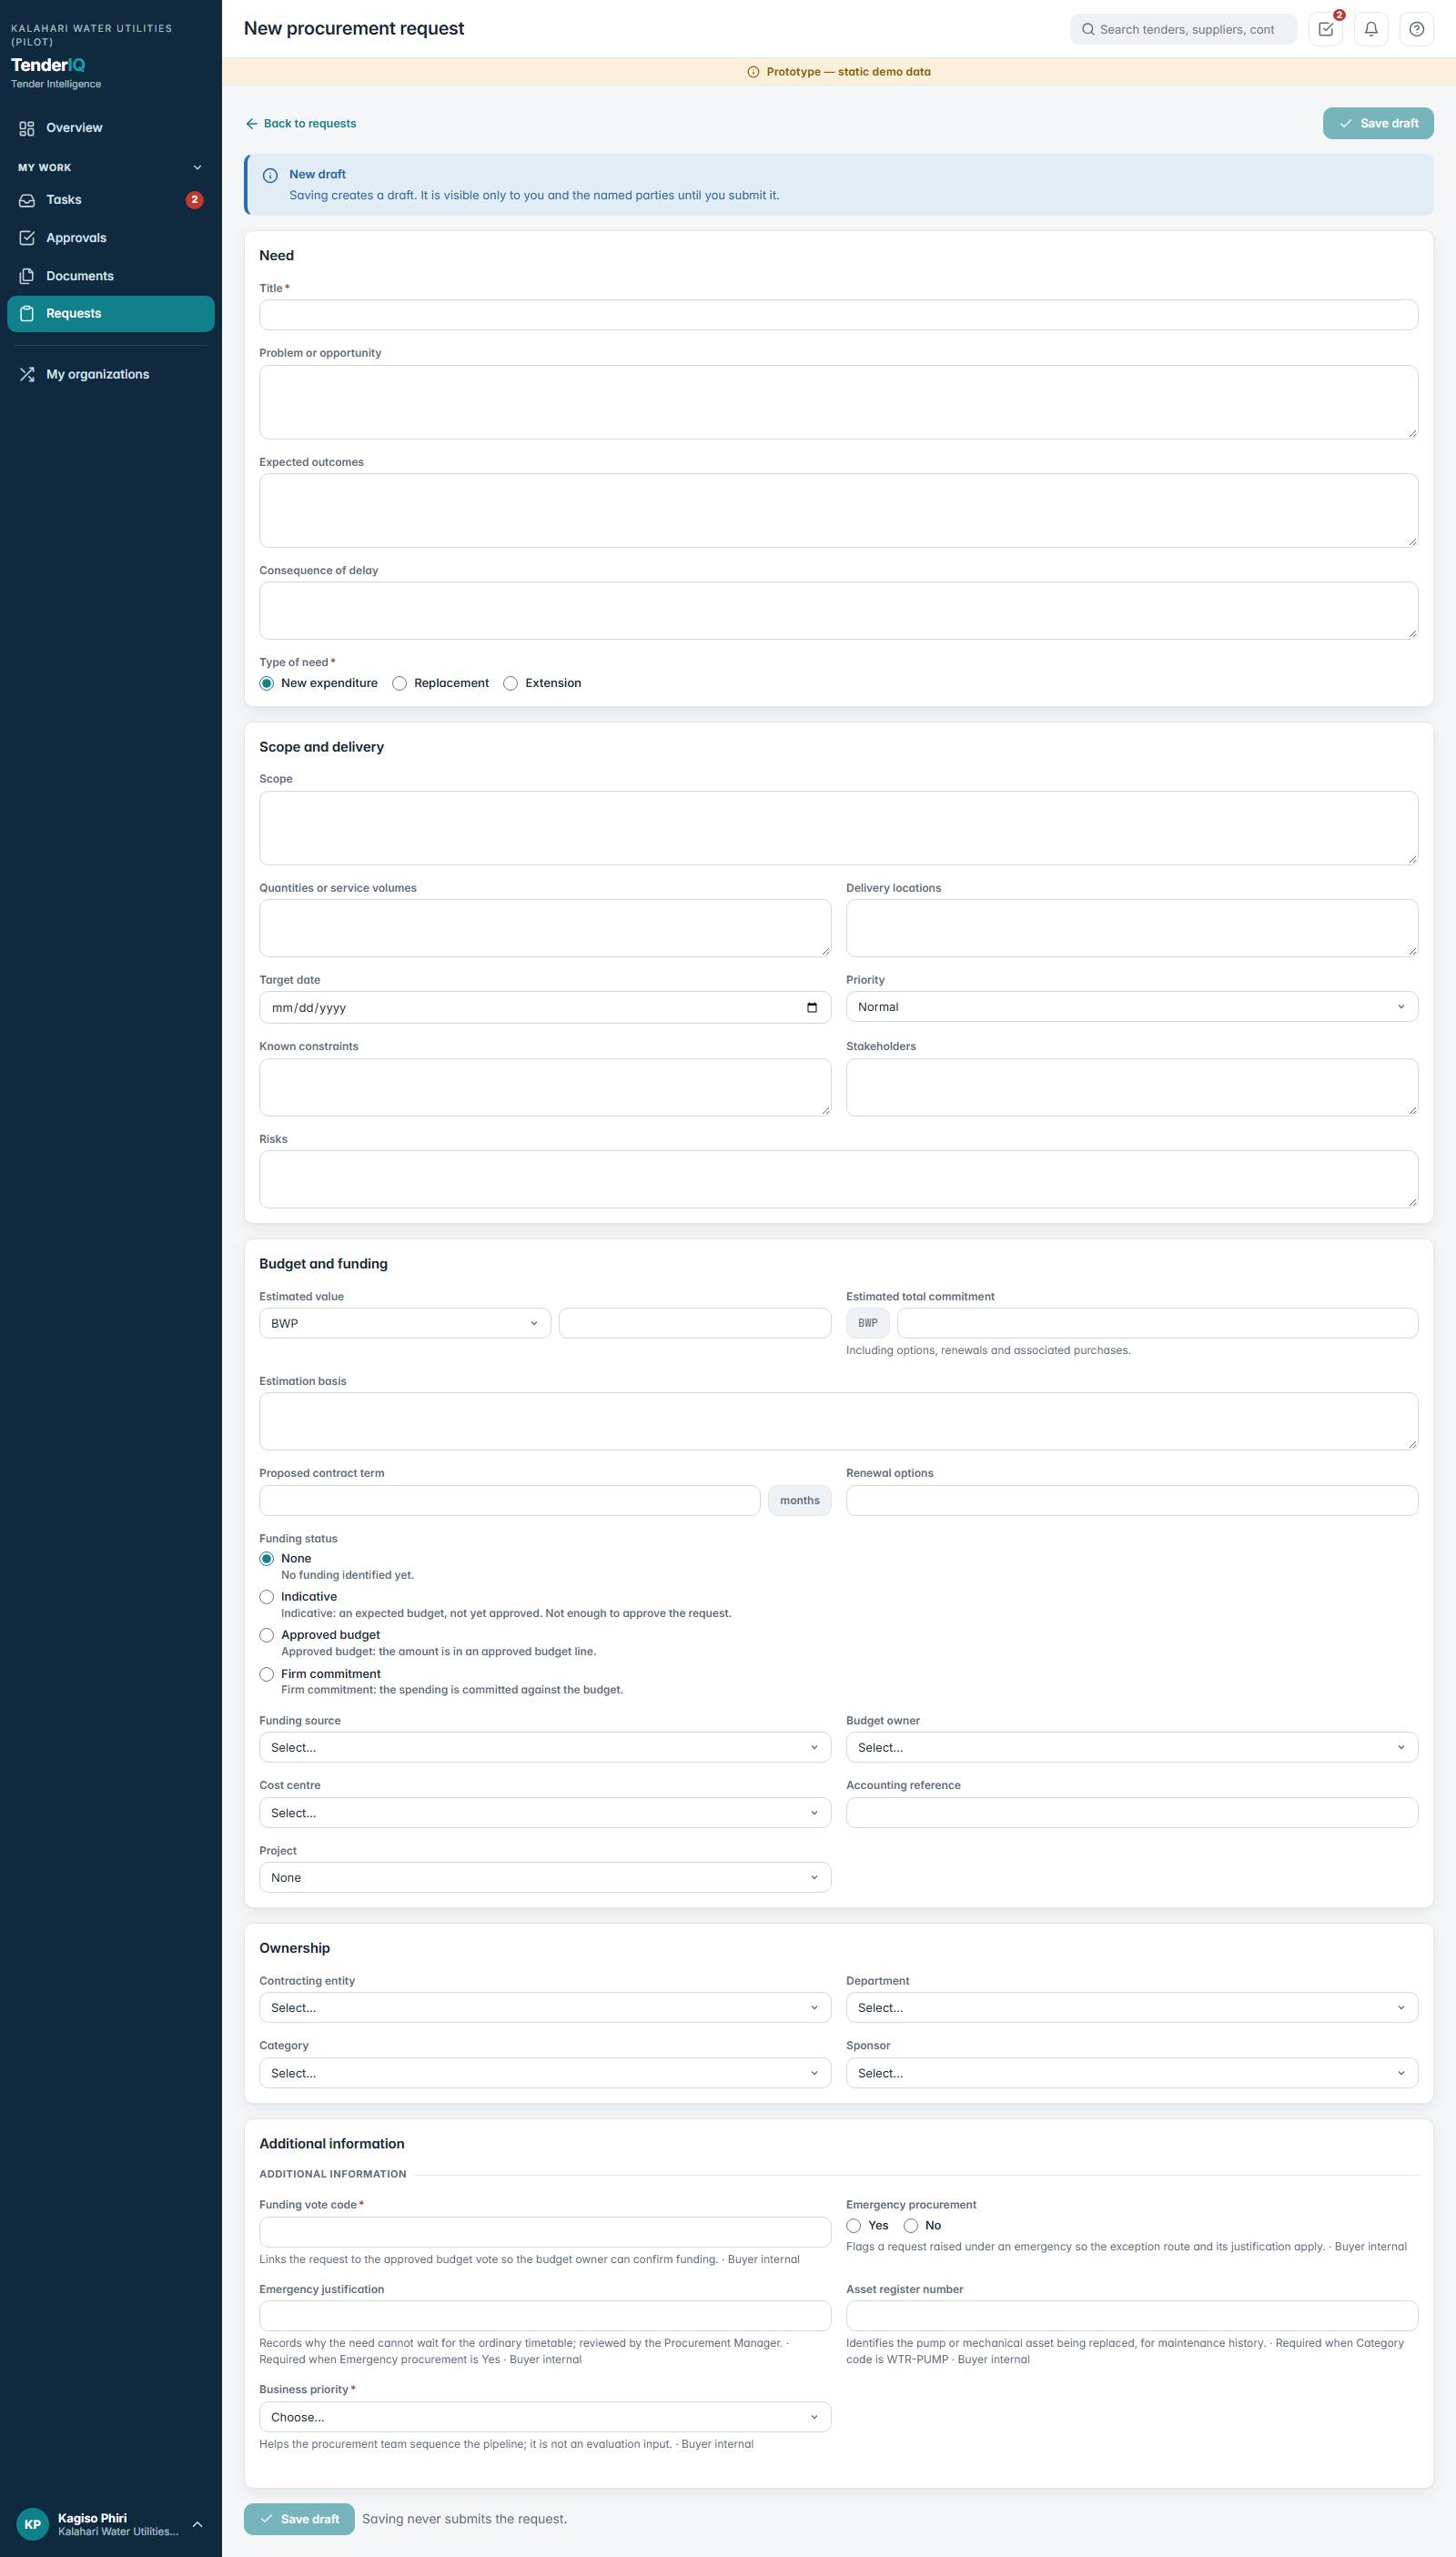 KALAHARI WATER UTILITIES
(PILOT)
TenderIQ
Tender Intelligence
Overview
MY WORK
Tasks 2
Approvals
Documents
Requests
My organizations
New procurement request
Search tenders, suppliers, cont
2
Prototype — static demo data
Back to requests
Save draft
New draft
Saving creates a draft. It is visible only to you and the named parties until you submit it.
Need
Title *
Problem or opportunity
Expected outcomes
Consequence of delay
Type of need *
New expenditure Replacement Extension
Scope and delivery
Scope
Quantities or service volumes Delivery locations
Target date Priority
mm/dd/yyyy Normal
Known constraints Stakeholders
Risks
Budget and funding
Estimated value Estimated total commitment
BWP BWP
Including options, renewals and associated purchases.
Estimation basis
Proposed contract term Renewal options
months
Funding status
None
No funding identified yet.
Indicative
Indicative: an expected budget, not yet approved. Not enough to approve the request.
Approved budget
Approved budget: the amount is in an approved budget line.
Firm commitment
Firm commitment: the spending is committed against the budget.
Funding source Budget owner
Select... Select...
Cost centre Accounting reference
Select...
Project
None
Ownership
Contracting entity Department
Select... Select...
Category Sponsor
Select... Select...
Additional information
ADDITIONAL INFORMATION
Funding vote code * Emergency procurement
Yes No
Links the request to the approved budget vote so the budget owner can confirm funding. · Buyer internal
Flags a request raised under an emergency so the exception route and its justification apply. · Buyer internal
Emergency justification Asset register number
Records why the need cannot wait for the ordinary timetable; reviewed by the Procurement Manager. ·
Required when Emergency procurement is Yes · Buyer internal
Identifies the pump or mechanical asset being replaced, for maintenance history. · Required when Category
code is WTR-PUMP · Buyer internal
Business priority *
Choose...
Helps the procurement team sequence the pipeline; it is not an evaluation input. · Buyer internal
Save draft Saving never submits the request.
KP
Kagiso Phiri
Kalahari Water Utilities...